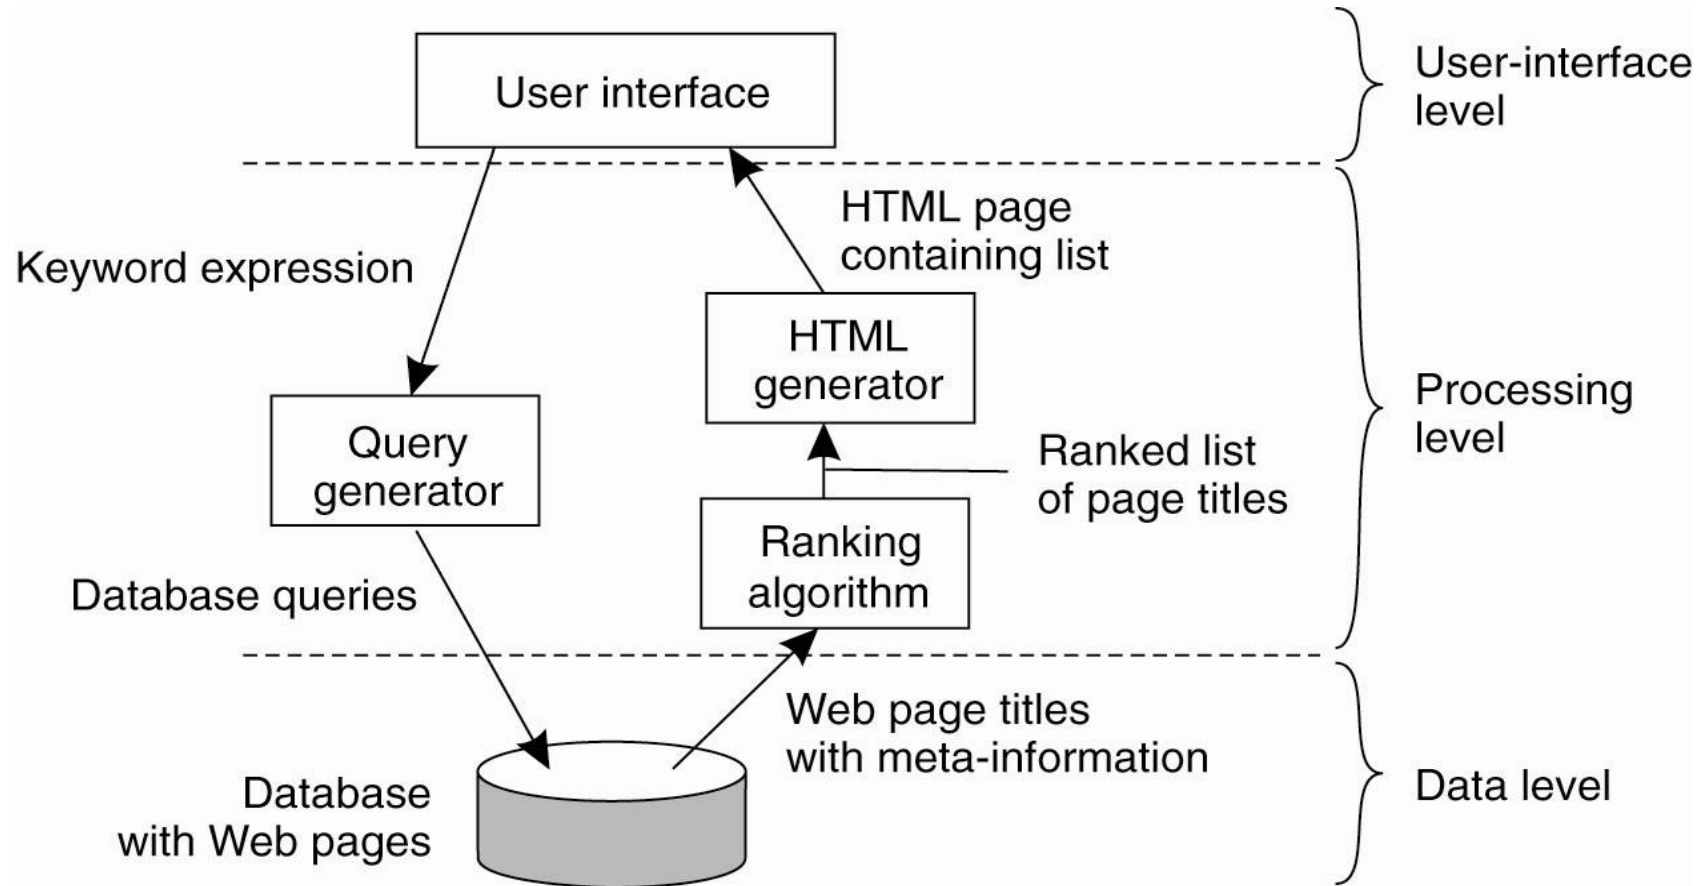 User interface
User-interface
level
HTML page
containing list
Keyword expression
HTML
generator
Processing
level
Query
generator
Ranked list
of page titles
Ranking
algorithm
Database queries
Web page titles
with meta-information
Database
with Web pages
Data level